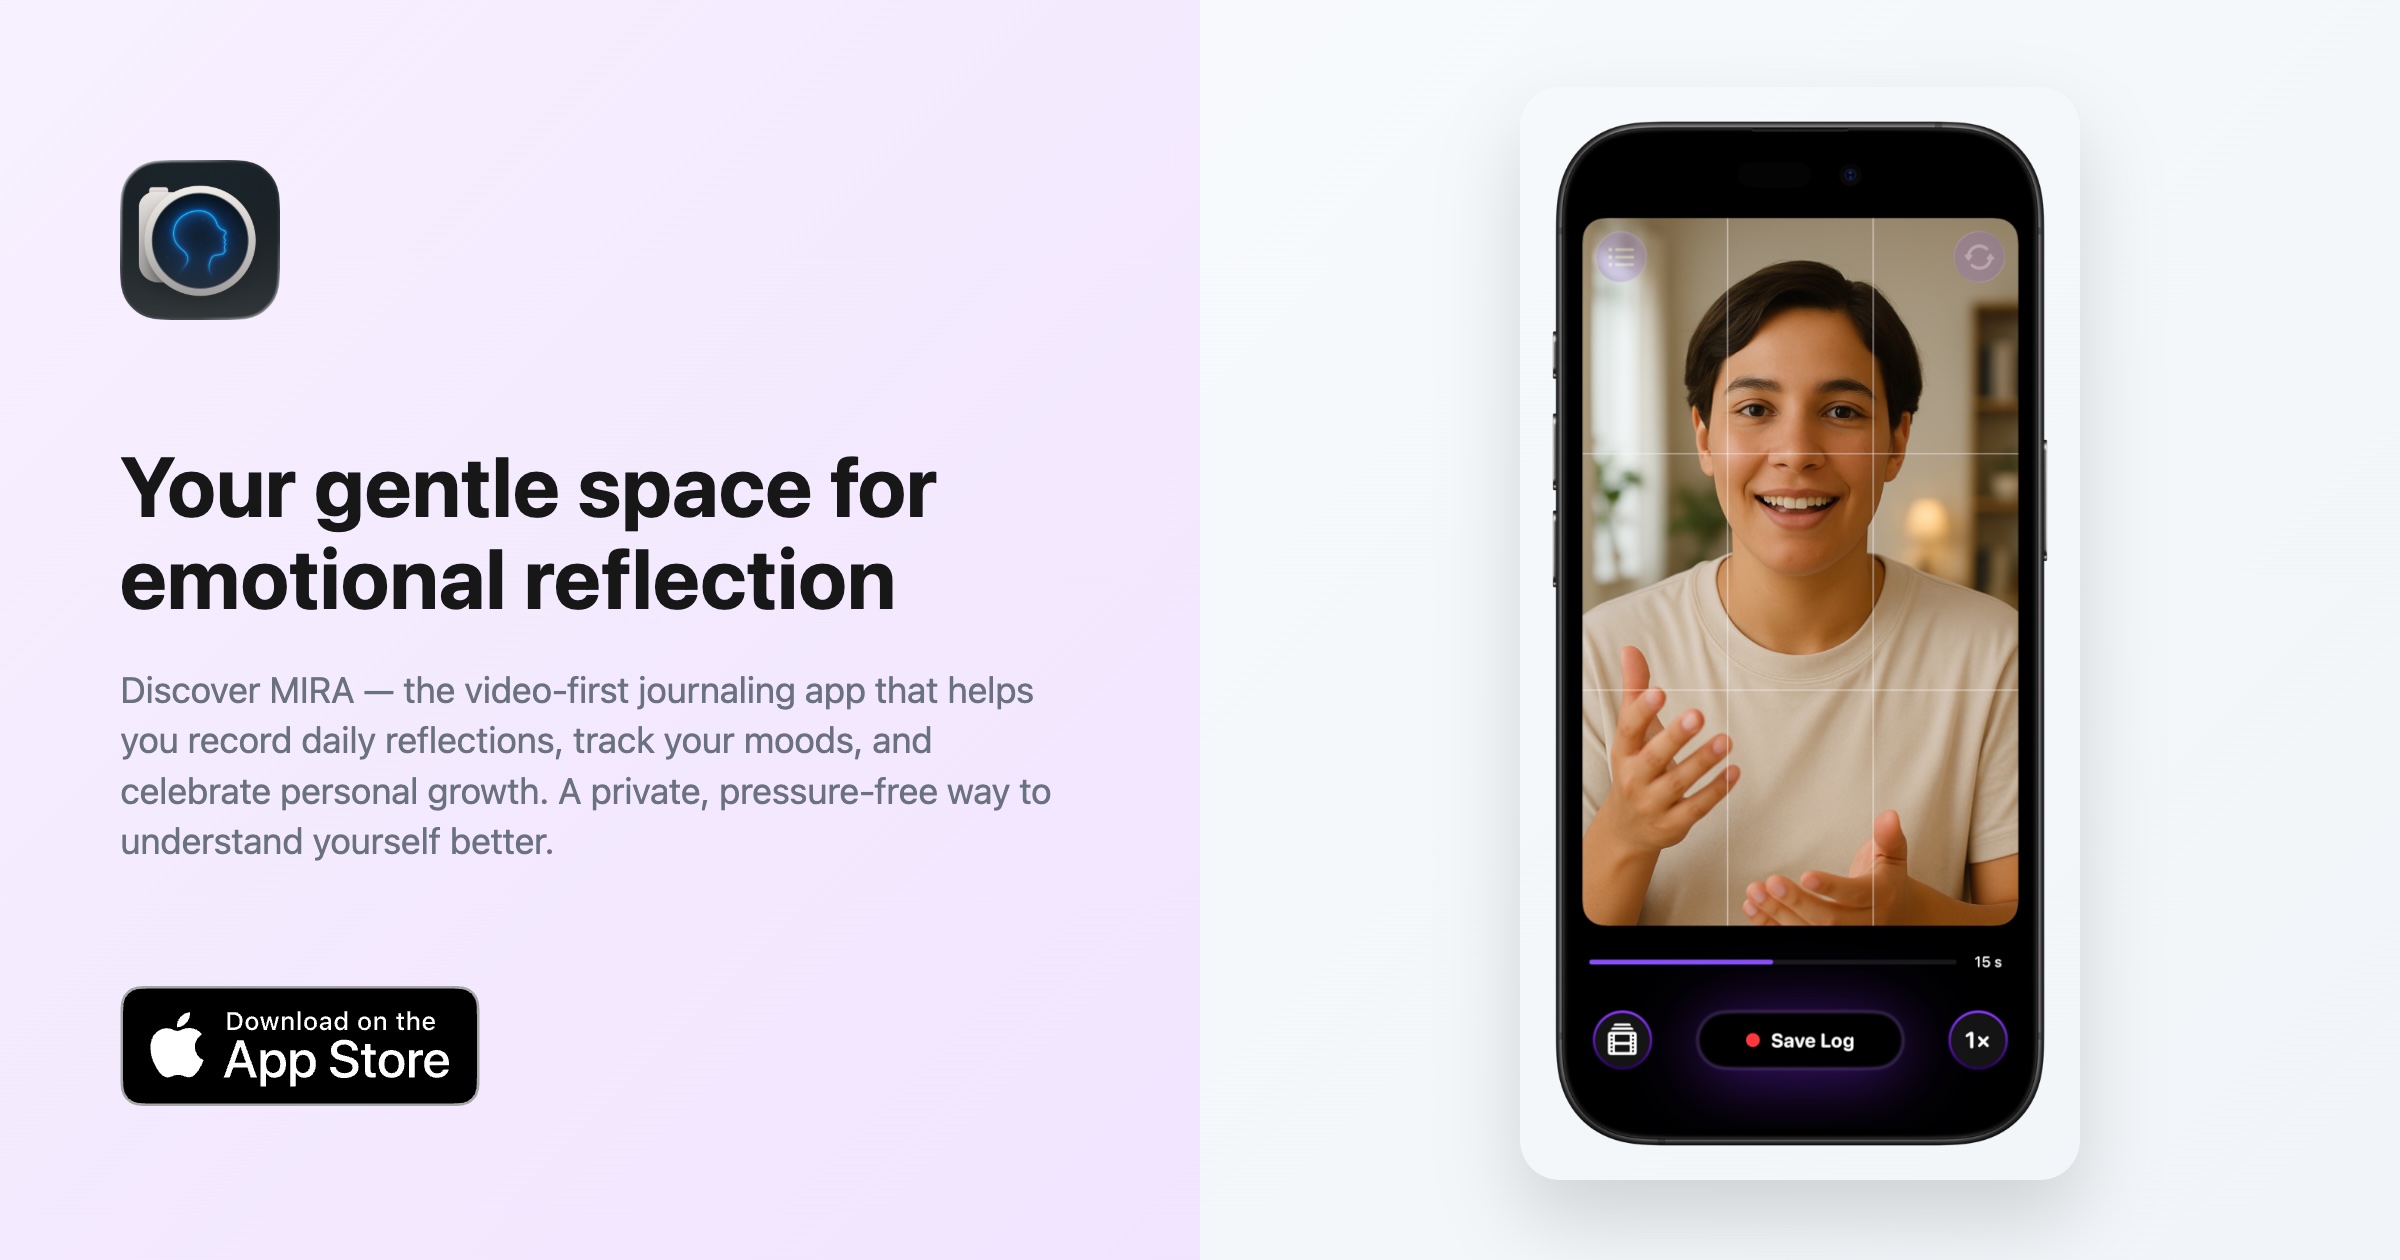 Your gentle space for
emotional reflection
Discover MIRA — the video-first journaling app that helps
you record daily reflections, track your moods, and
celebrate personal growth. A private, pressure-free way to
understand yourself better.
Download on the
App Store
15 s
Save Log
1×